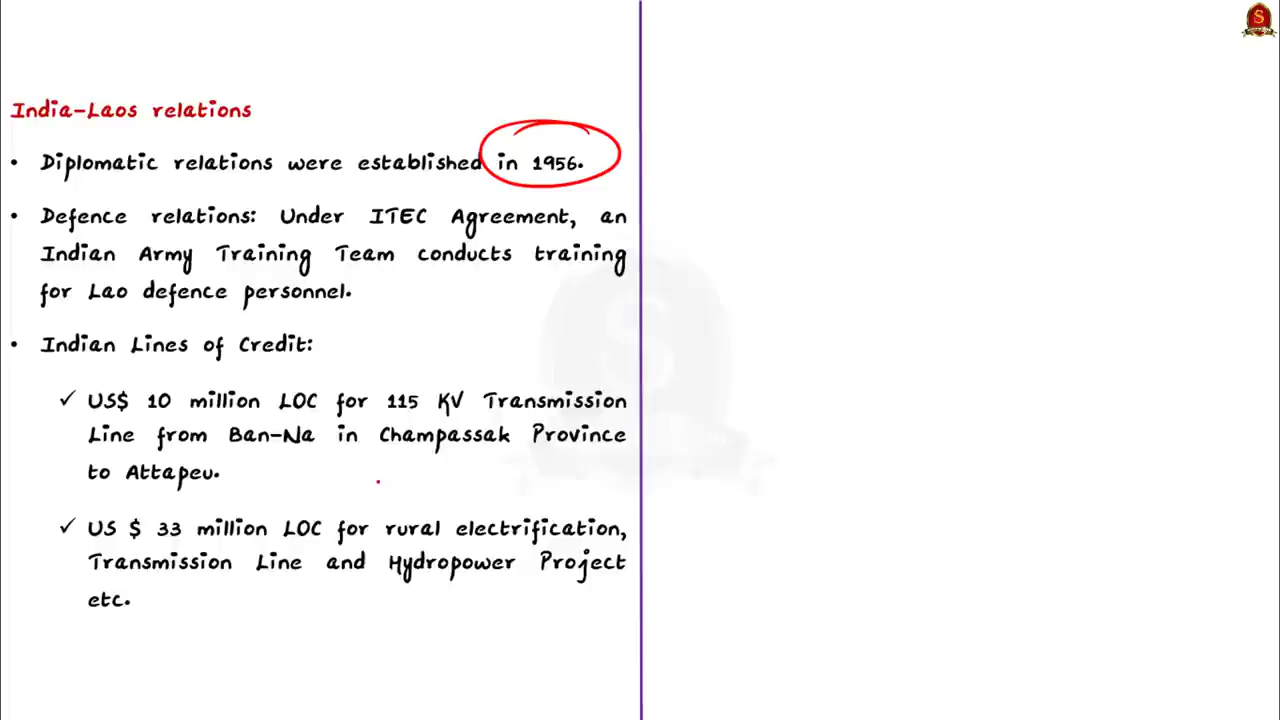 India-Laos relations
• Diplomatic relations were established in 1956.
• Defence relations: Under ITEC Agreement, an
Indian Army Training Team conducts training
for Lao defence personnel.
• Indian Lines of Credit:
✓ US$ 10 million LOC for 115 KV Transmission
Line from Ban-Na in Champassak Province
to Attapeu.
✓ US $ 33 million LOC for rural electrification,
Transmission Line and Hydropower Project
etc.
S